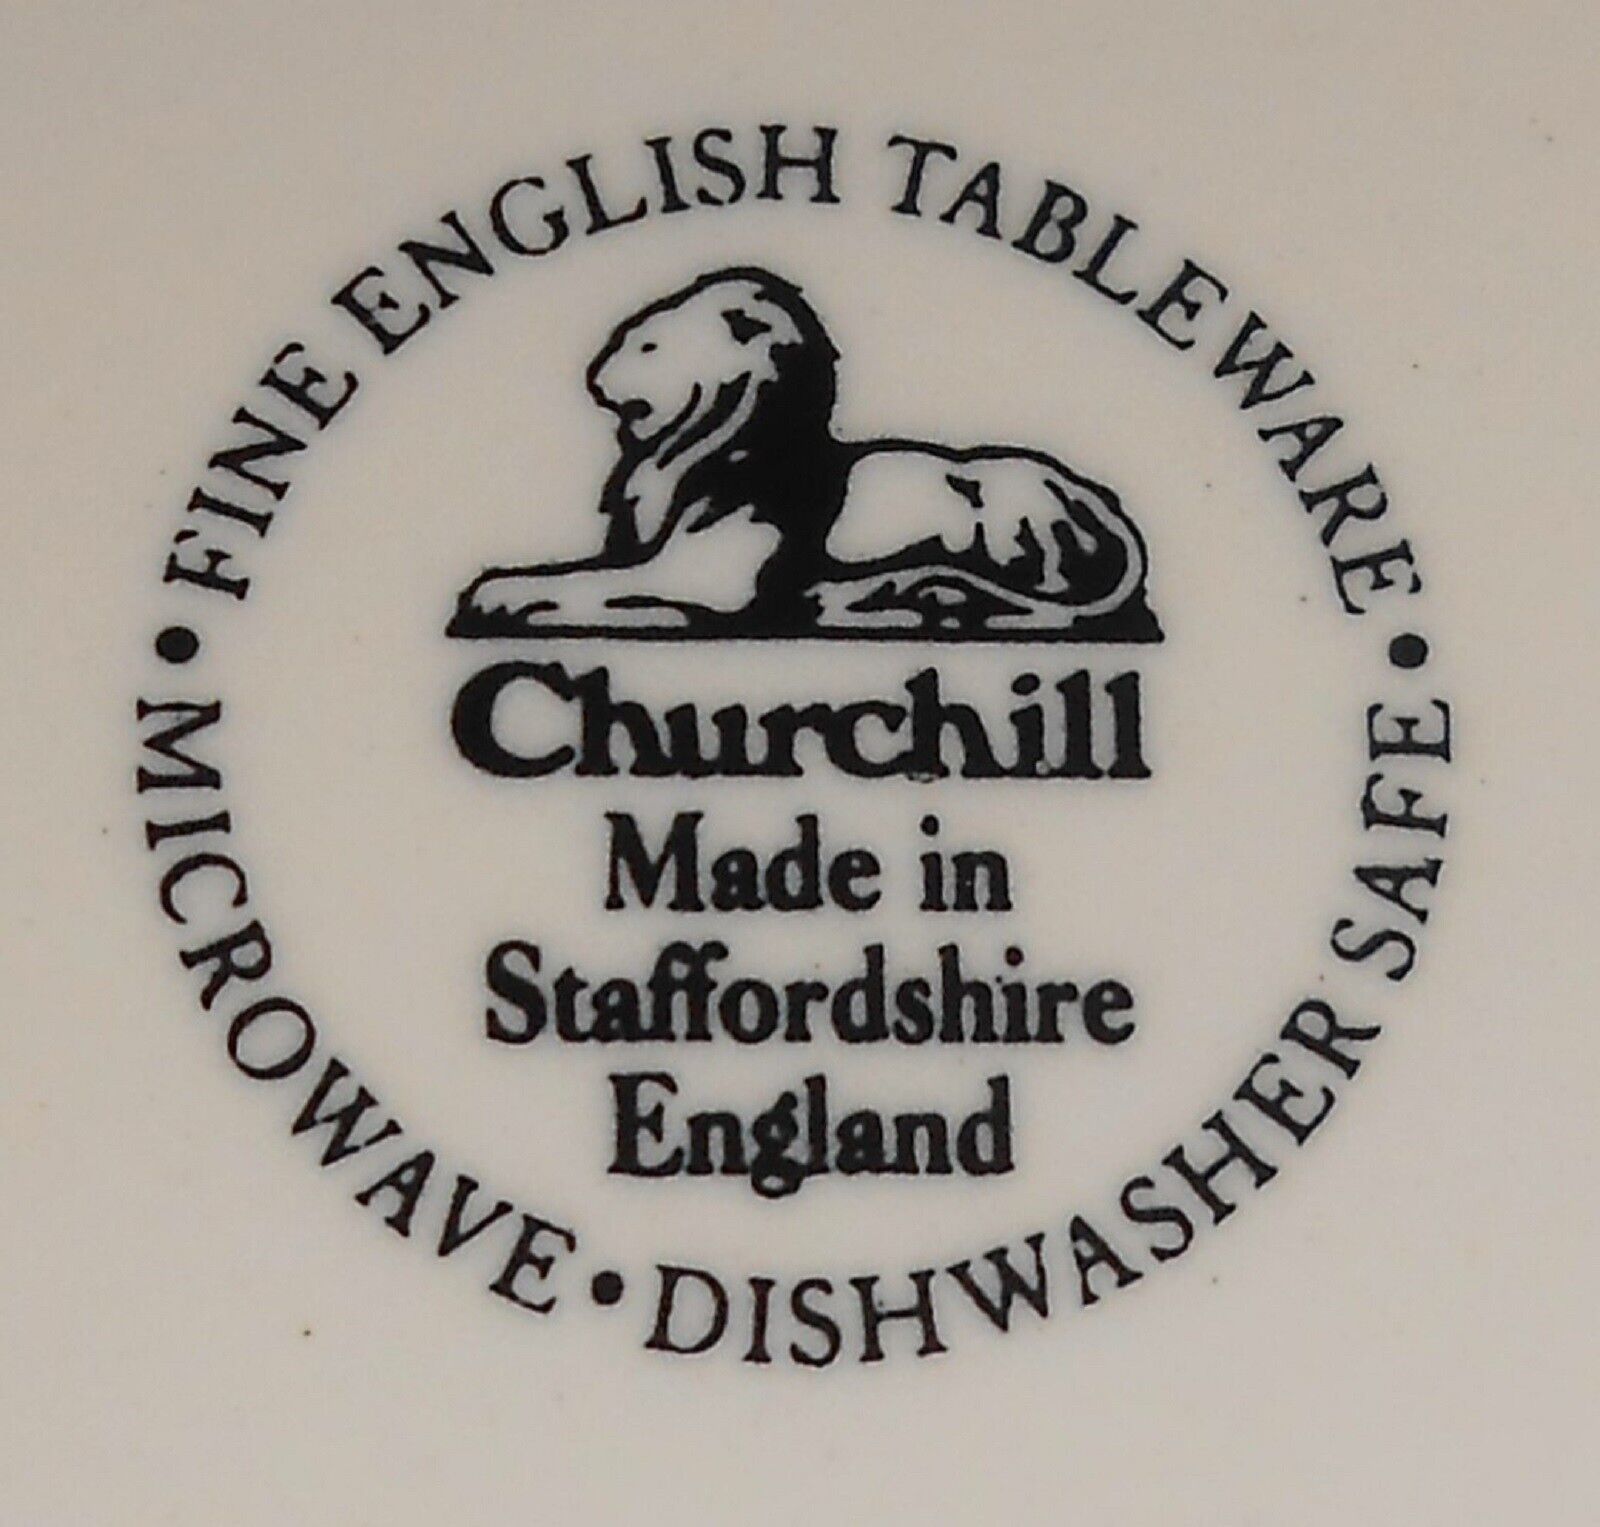 • FINE ENGLISH TABLEWARE •
Churchill
Made in
Staffordshire
England
MICROWAVE • DISHWASHER SAFE